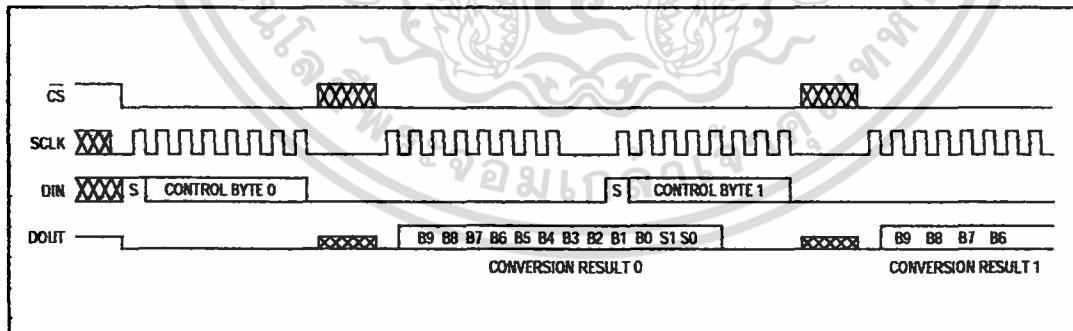 CS
SCLK
DIN S CONTROL BYTE 0 S CONTROL BYTE 1
DOUT B9 B8 B7 B6 B5 B4 B3 B2 B1 B0 S1 S0 B9 B8 B7 B6
CONVERSION RESULT 0 CONVERSION RESULT 1